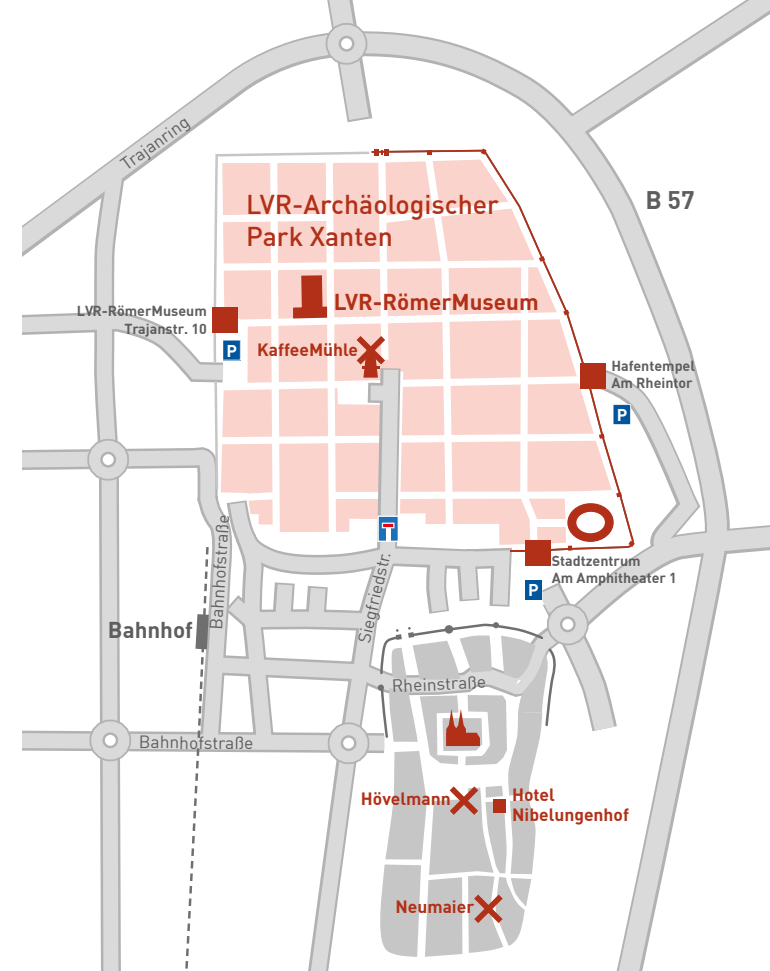 Trajanring
B 57
LVR-Archäologischer
Park Xanten
LVR-RömerMuseum
LVR-RömerMuseum
Trajanstr. 10
P
KaffeeMühle
Hafentempel
Am Rheintor
P
Stadtzentrum
Am Amphitheater 1
P
Bahnhofstraße
Siegfriedstr.
Bahnhof
Rheinstraße
Bahnhofstraße
Hövelmann
Hotel
Nibelungenhof
Neumaier